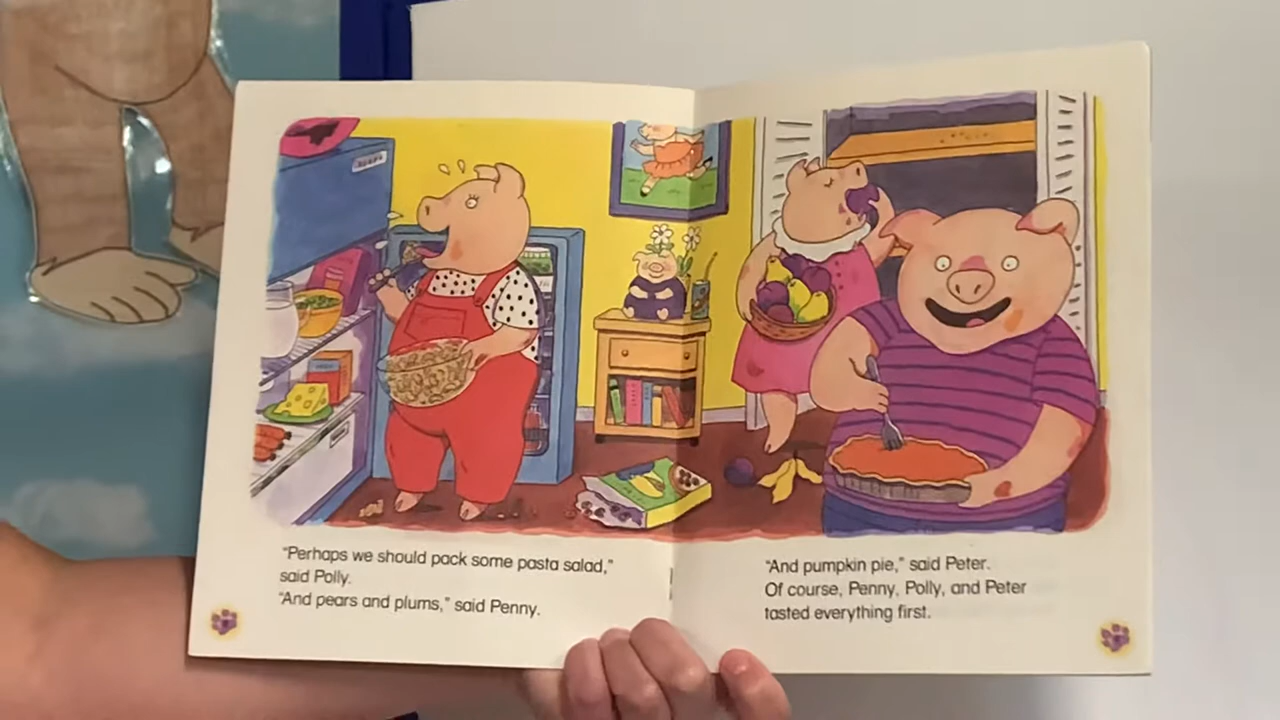 "Perhaps we should pack some pasta salad,"
said Polly.
"And pears and plums," said Penny.
"And pumpkin pie," said Peter.
Of course, Penny, Polly, and Peter
tasted everything first.